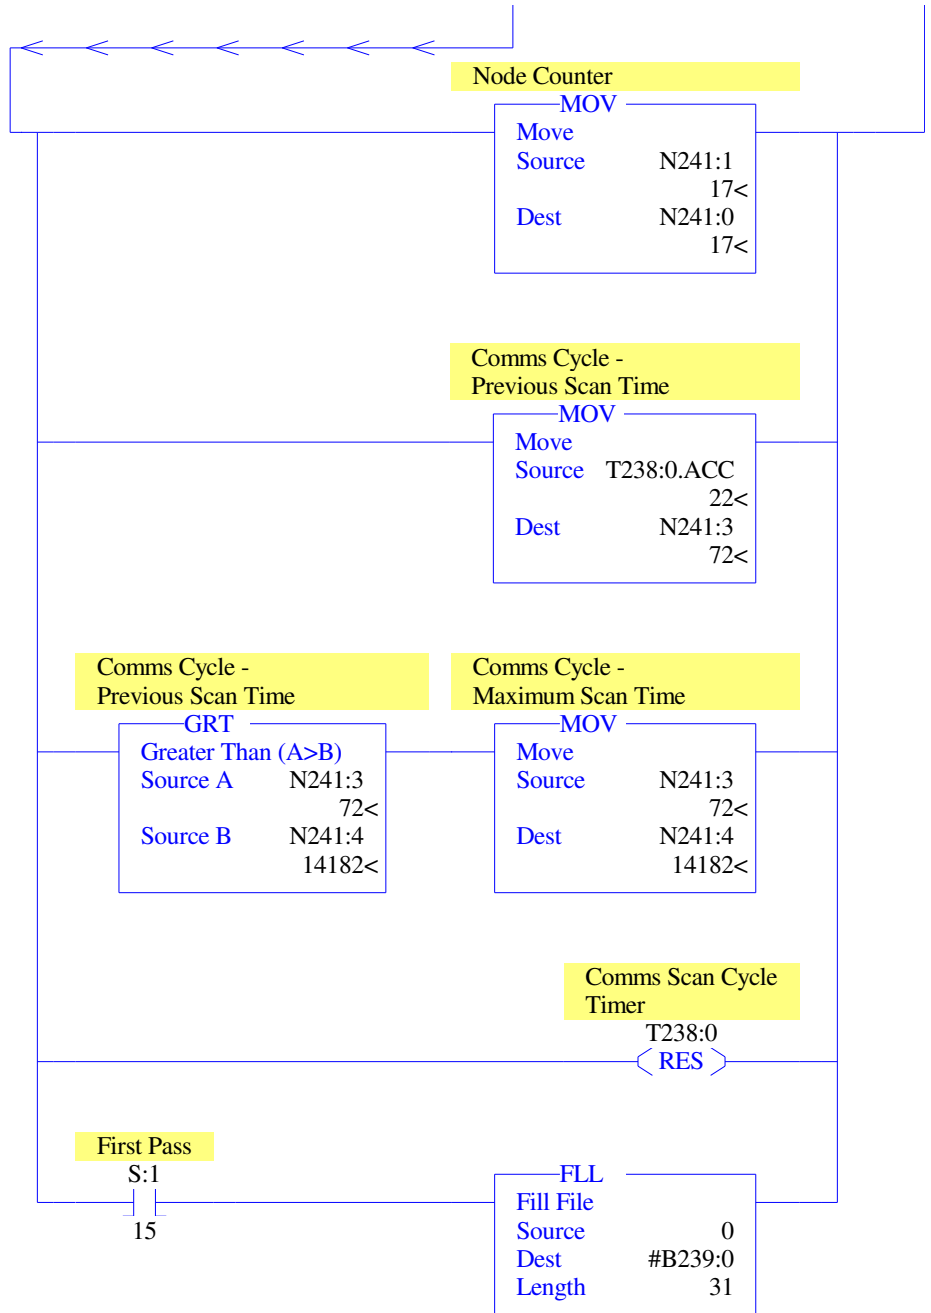 Node Counter
MOV
Move
Source N241:1
17<
Dest N241:0
17<
Comms Cycle -
Previous Scan Time
MOV
Move
Source T238:0.ACC
22<
Dest N241:3
72<
Comms Cycle -
Previous Scan Time
GRT
Greater Than (A>B)
Source A N241:3
72<
Source B N241:4
14182<
Comms Cycle -
Maximum Scan Time
MOV
Move
Source N241:3
72<
Dest N241:4
14182<
Comms Scan Cycle
Timer
T238:0
RES
First Pass
S:1
15
FLL
Fill File
Source 0
Dest #B239:0
Length 31